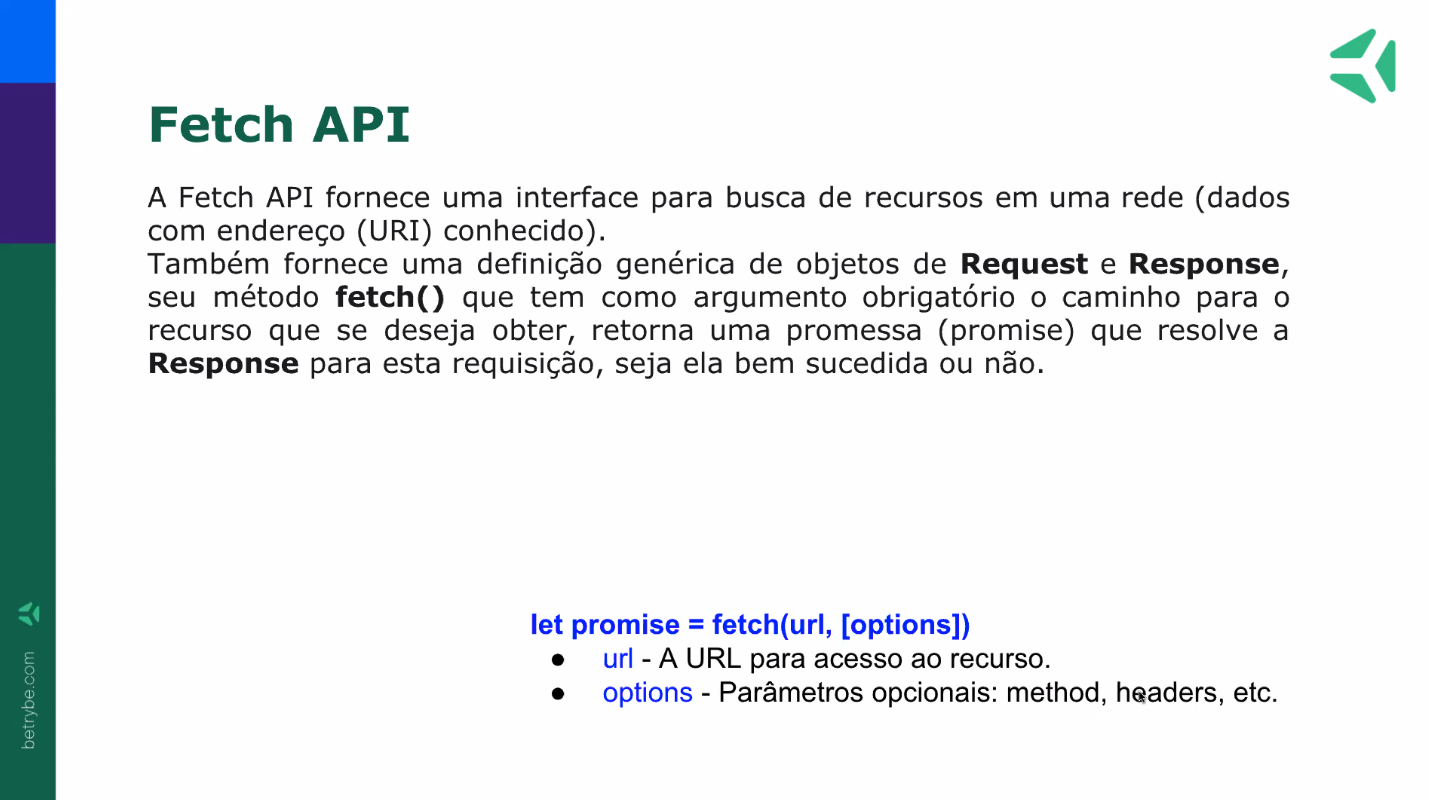 Fetch API
A Fetch API fornece uma interface para busca de recursos em uma rede (dados
com endereço (URI) conhecido).
Também fornece uma definição genérica de objetos de Request e Response,
seu método fetch() que tem como argumento obrigatório o caminho para o
recurso que se deseja obter, retorna uma promessa (promise) que resolve a
Response para esta requisição, seja ela bem sucedida ou não.
let promise = fetch(url, [options])
● url - A URL para acesso ao recurso.
● options - Parâmetros opcionais: method, headers, etc.
betrybe.com